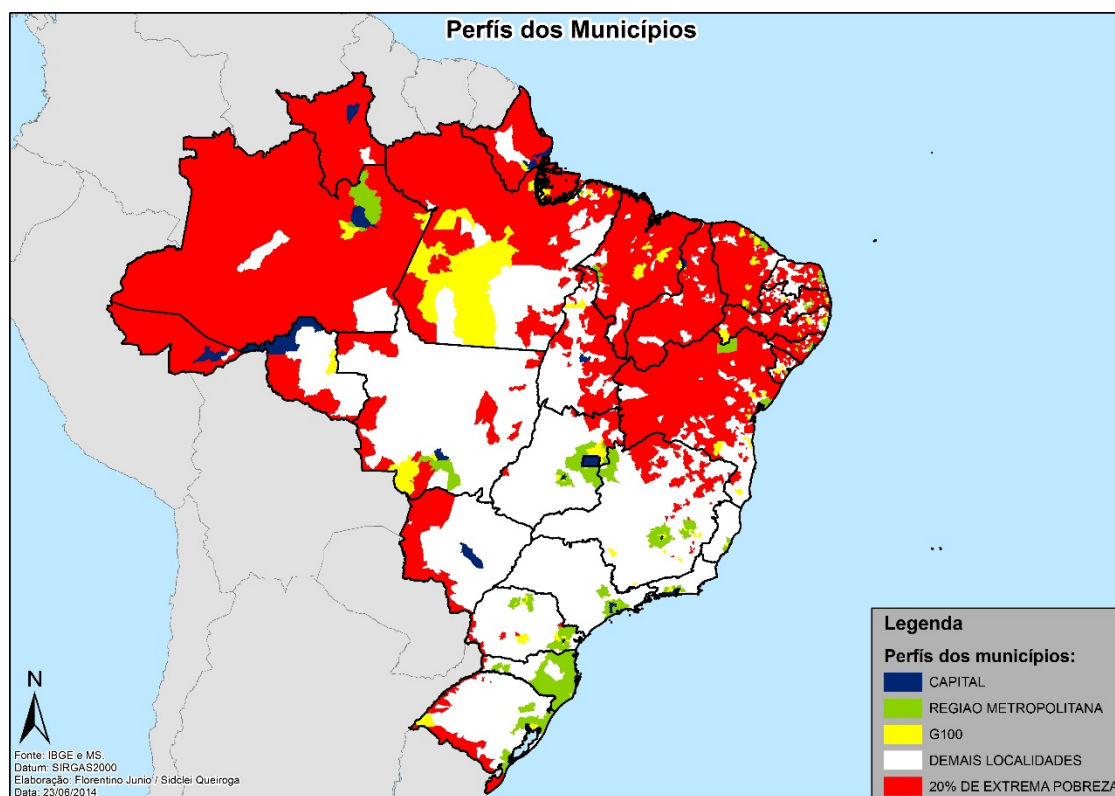 Perfís dos Municípios
N
Fonte: IBGE e MS.
Datum: SIRGAS2000
Elaboração: Florentino Junio / Sidclei Queiroga
Data: 23/06/2014
Legenda
Perfís dos municípios:
CAPITAL
REGIAO METROPOLITANA
G100
DEMAIS LOCALIDADES
20% DE EXTREMA POBREZA